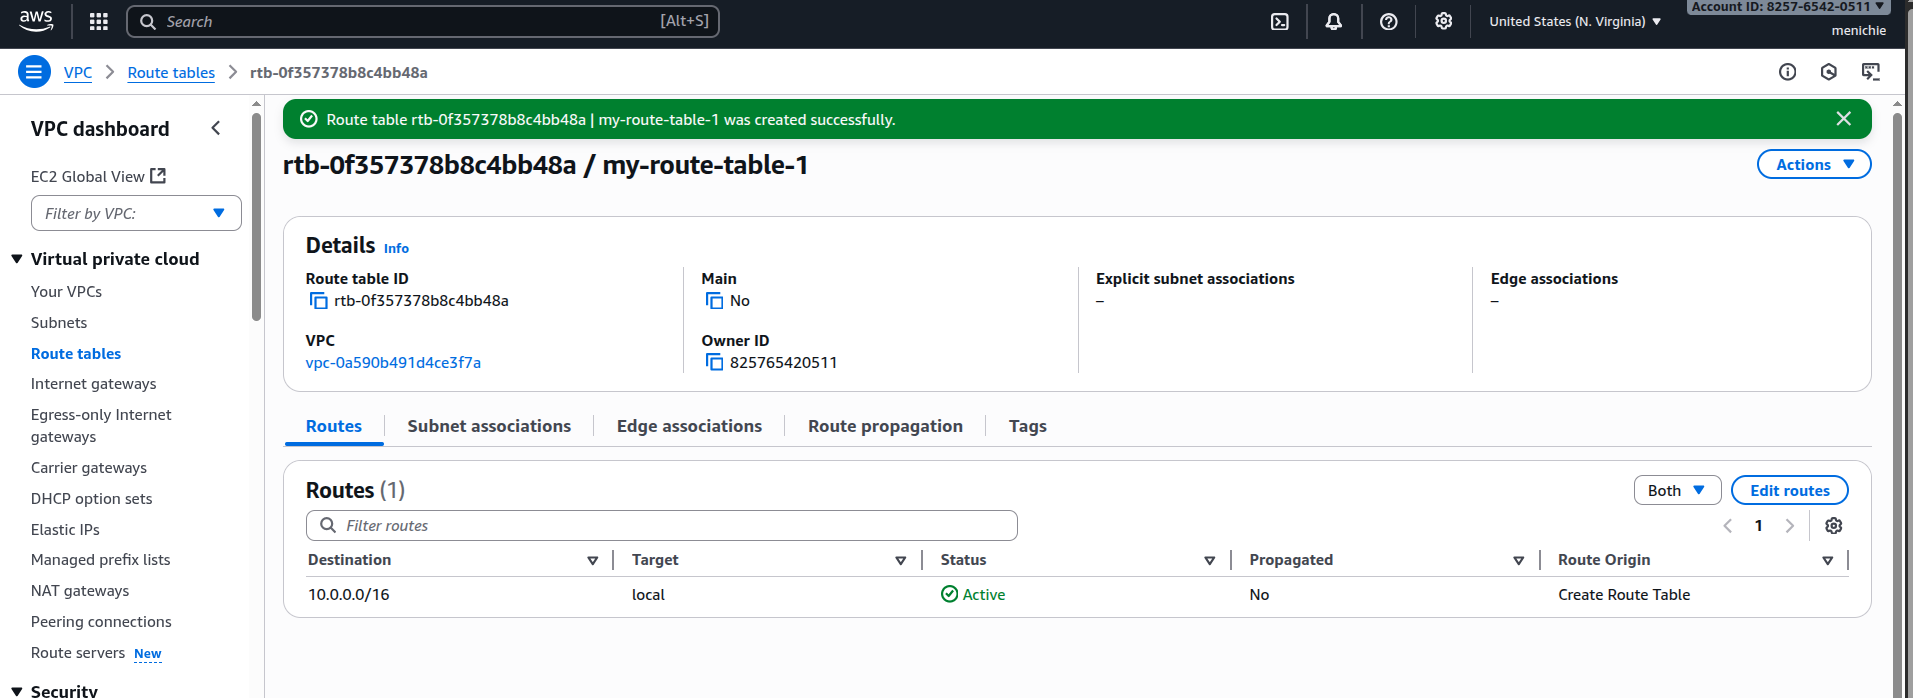 aws
Search [Alt+S]
United States (N. Virginia)
Account ID: 8257-6542-0511
menichie
VPC
Route tables
rtb-0f357378b8c4bb48a
VPC dashboard
EC2 Global View
Filter by VPC:
Virtual private cloud
Your VPCs
Subnets
Route tables
Internet gateways
Egress-only Internet
gateways
Carrier gateways
DHCP option sets
Elastic IPs
Managed prefix lists
NAT gateways
Peering connections
Route servers New
Security
Route table rtb-0f357378b8c4bb48a | my-route-table-1 was created successfully.
rtb-0f357378b8c4bb48a / my-route-table-1
Actions
Details Info
Route table ID
rtb-0f357378b8c4bb48a
VPC
vpc-0a590b491d4ce3f7a
Main
No
Owner ID
825765420511
Explicit subnet associations
–
Edge associations
–
Routes Subnet associations Edge associations Route propagation Tags
Routes (1)
Both Edit routes
Filter routes
1
Destination Target Status Propagated Route Origin
10.0.0.0/16 local Active No Create Route Table